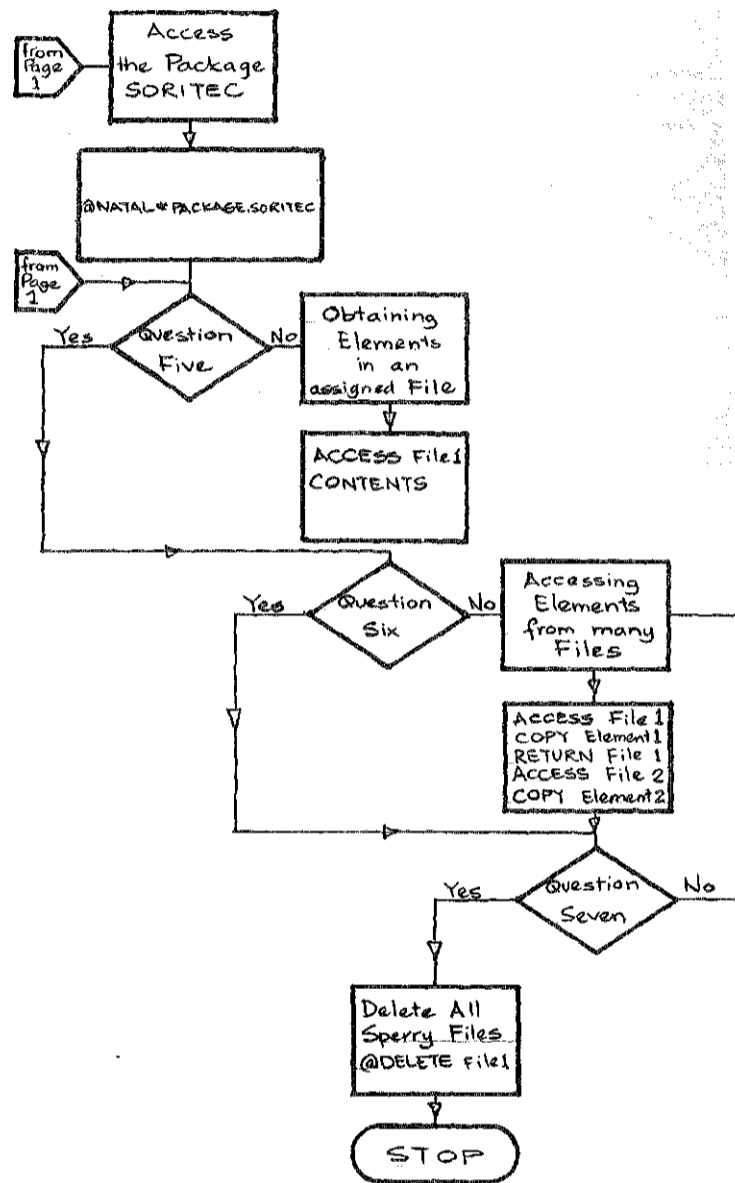 from
Page
1
Access
the Package
SORITEC
@NATAL*PACKAGE.SORITEC
from
Page
1
Yes
Question
Five
No
Obtaining
Elements
in an
assigned File
ACCESS File1
CONTENTS
Yes
Question
Six
No
Accessing
Elements
from many
Files
ACCESS File 1
COPY Element1
RETURN File 1
ACCESS File 2
COPY Element2
Yes
Question
Seven
No
Delete All
Sperry Files
@DELETE File1
STOP